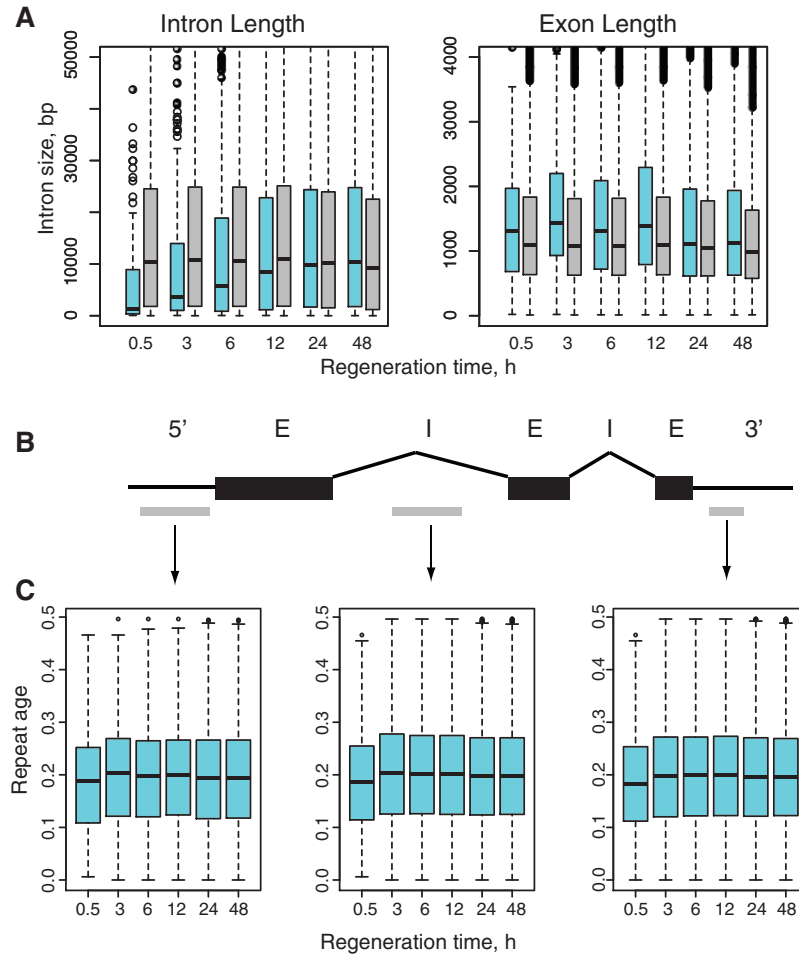 A
Intron Length
Exon Length
Intron size, bp
50000
30000
10000
0
4000
3000
2000
1000
0
0.5 3 6 12 24 48
0.5 3 6 12 24 48
Regeneration time, h
B
5’ E I E I E 3’
C
Repeat age
0.5
0.4
0.3
0.2
0.1
0.0
0.5
0.4
0.3
0.2
0.1
0.0
0.5
0.4
0.3
0.2
0.1
0.0
0.5 3 6 12 24 48
0.5 3 6 12 24 48
0.5 3 6 12 24 48
Regeneration time, h